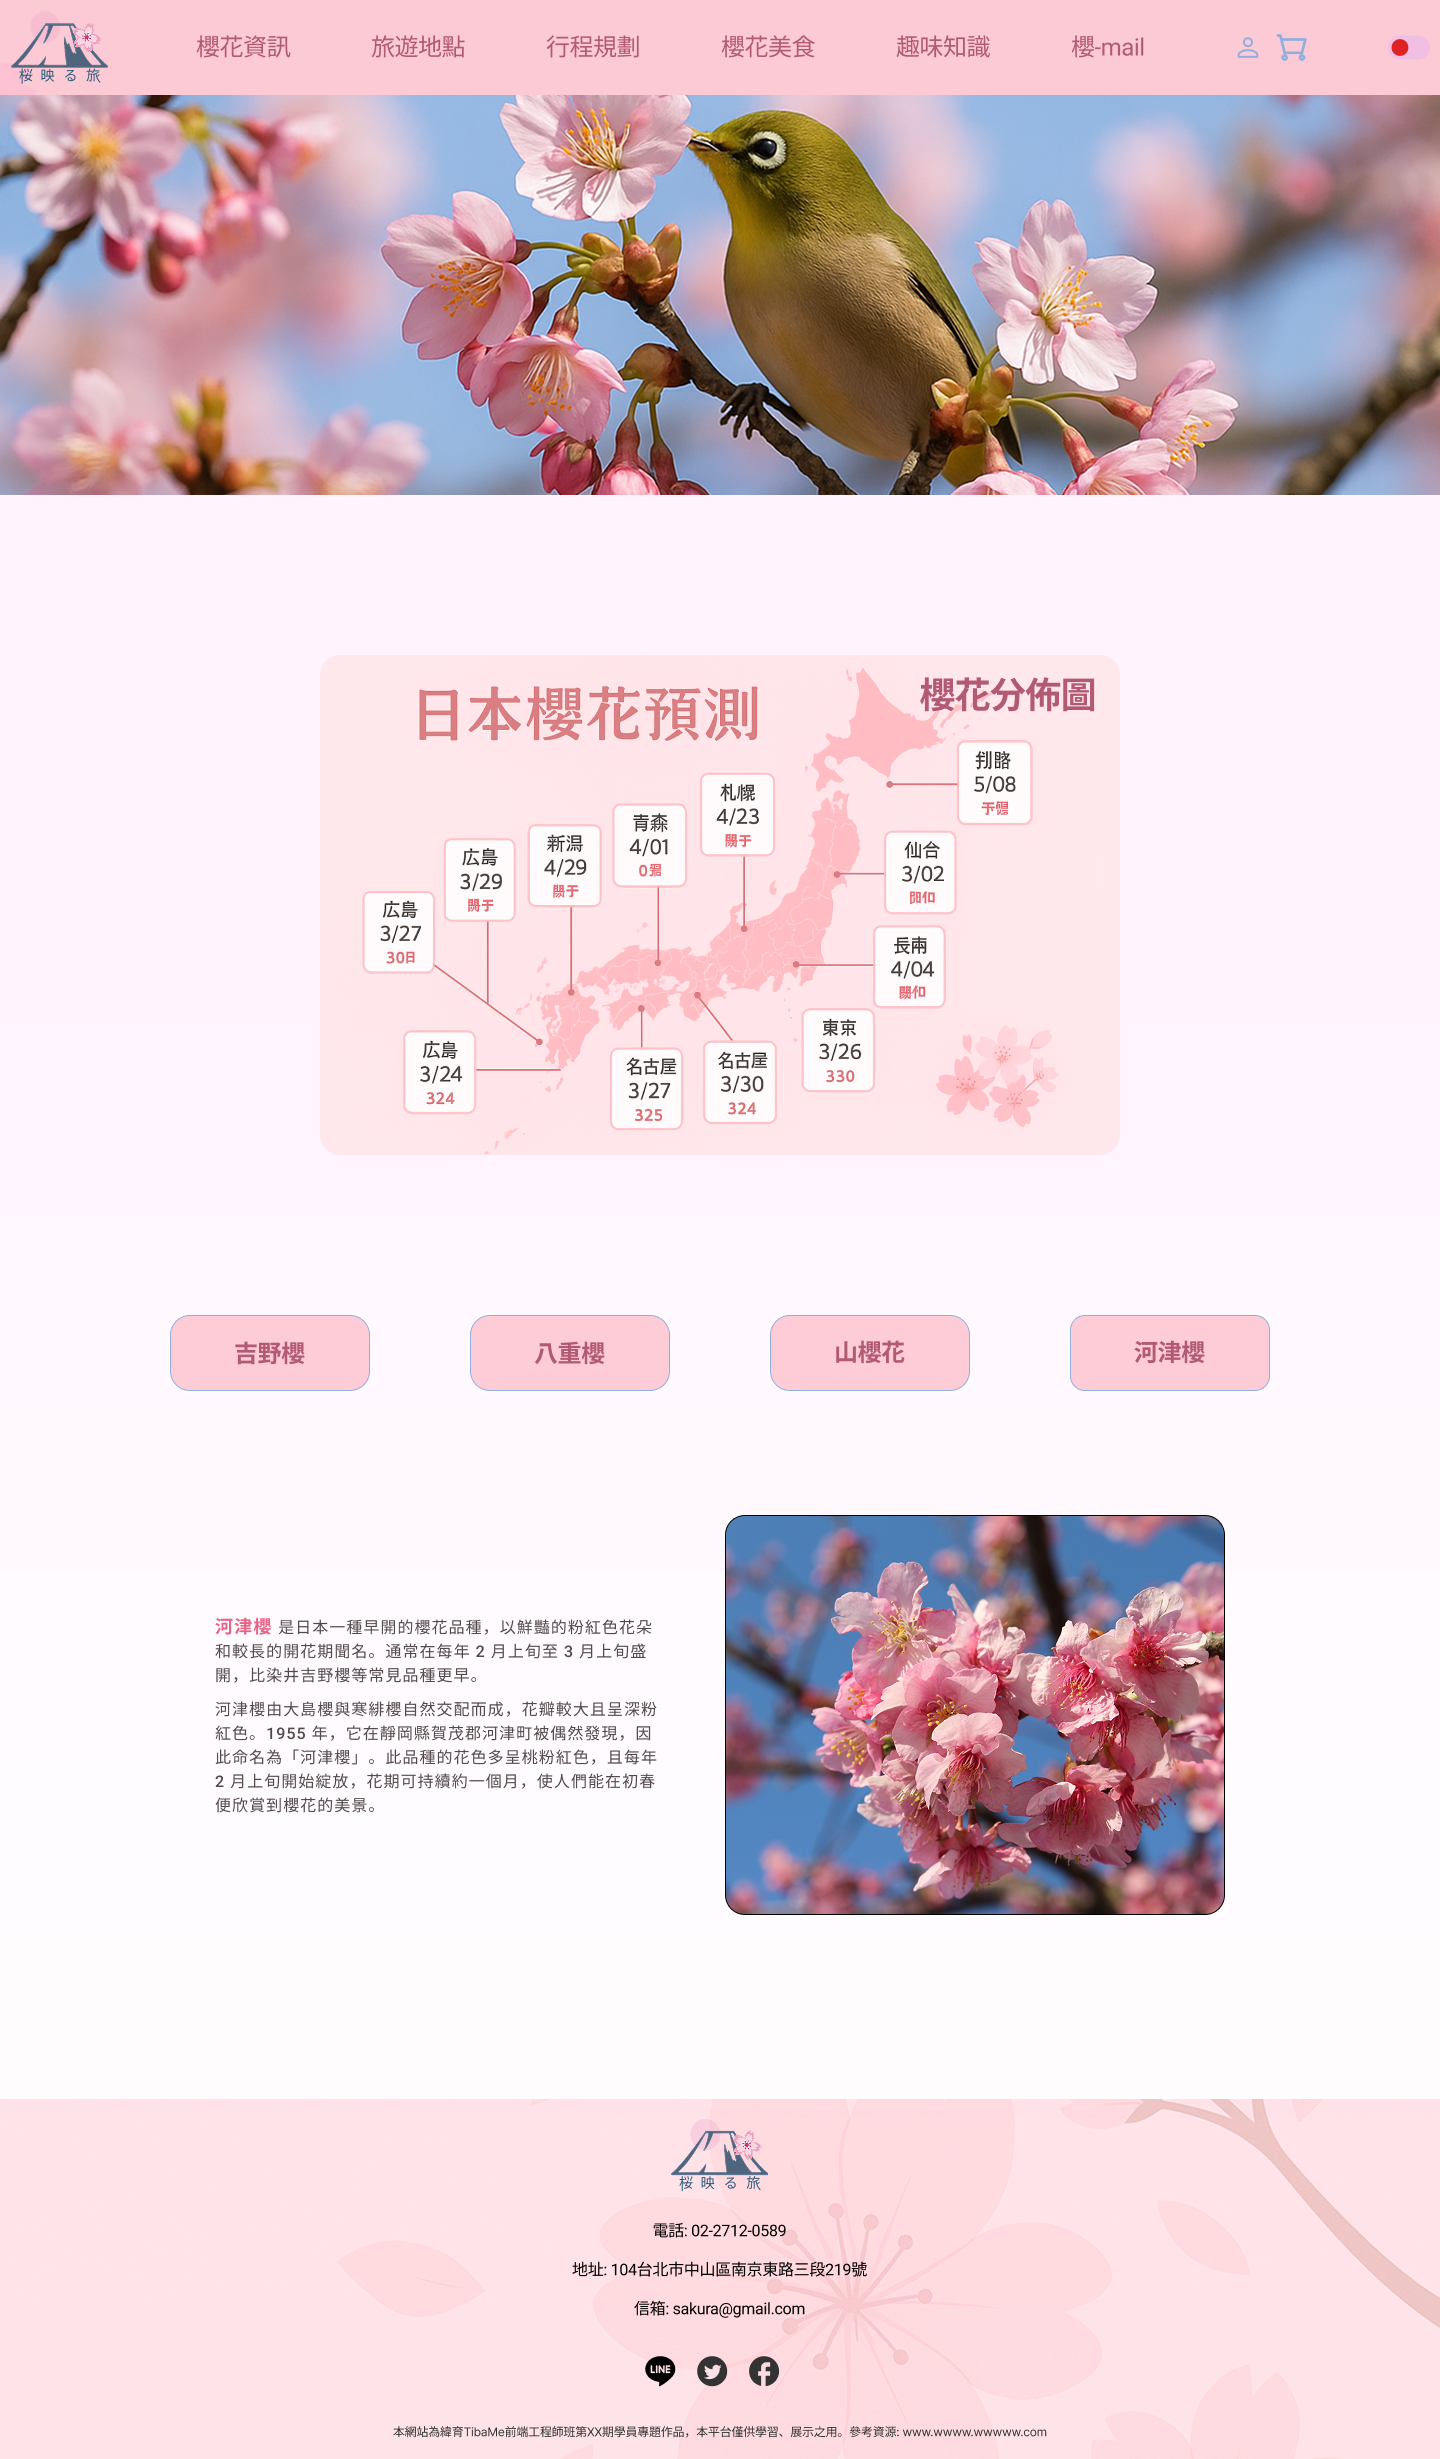 桜映る旅
櫻花資訊
旅遊地點
行程規劃
櫻花美食
趣味知識
櫻-mail
日本櫻花預測
櫻花分佈圖
5/08
札幌
4/23
青森
4/01
新潟
4/29
広島
3/29
広島
3/27
30日
仙台
3/02
4/04
東京
3/26
330
広島
3/24
324
名古屋
3/27
325
名古屋
3/30
324
吉野櫻
八重櫻
山櫻花
河津櫻
河津櫻 是日本一種早開的櫻花品種，以鮮豔的粉紅色花朵
和較長的開花期聞名。通常在每年 2 月上旬至 3 月上旬盛
開，比染井吉野櫻等常見品種更早。
河津櫻由大島櫻與寒緋櫻自然交配而成，花瓣較大且呈深粉
紅色。1955 年，它在靜岡縣賀茂郡河津町被偶然發現，因
此命名為「河津櫻」。此品種的花色多呈桃粉紅色，且每年
2 月上旬開始綻放，花期可持續約一個月，使人們能在初春
便欣賞到櫻花的美景。
桜映る旅
電話: 02-2712-0589
地址: 104台北市中山區南京東路三段219號
信箱: sakura@gmail.com
LINE
本網站為緯育TibaMe前端工程師班第XX期學員專題作品，本平台僅供學習、展示之用。參考資源: www.wwww.wwwww.com